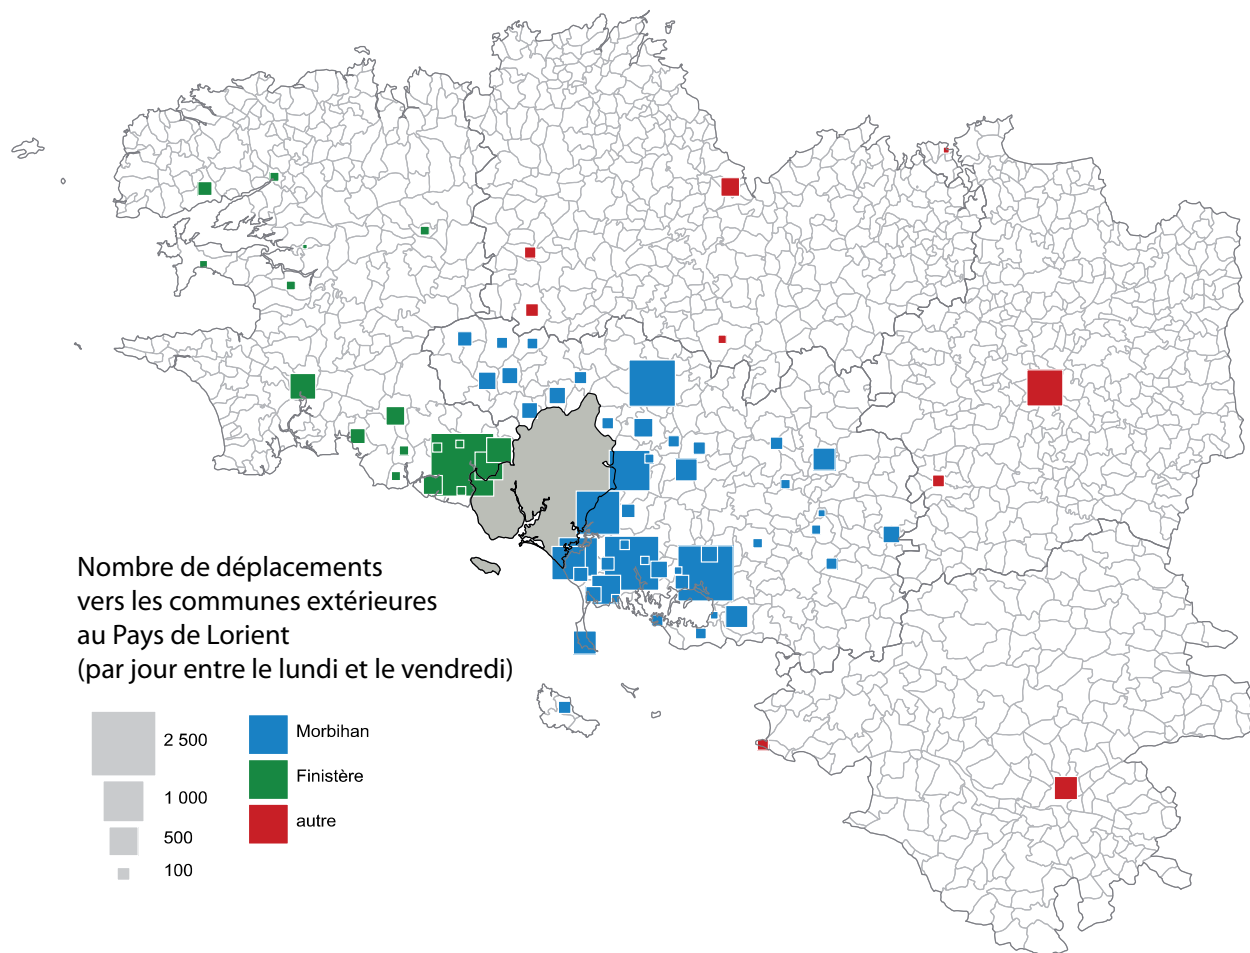 Nombre de déplacements
vers les communes extérieures
au Pays de Lorient
(par jour entre le lundi et le vendredi)
2 500
1 000
500
100
Morbihan
Finistère
autre